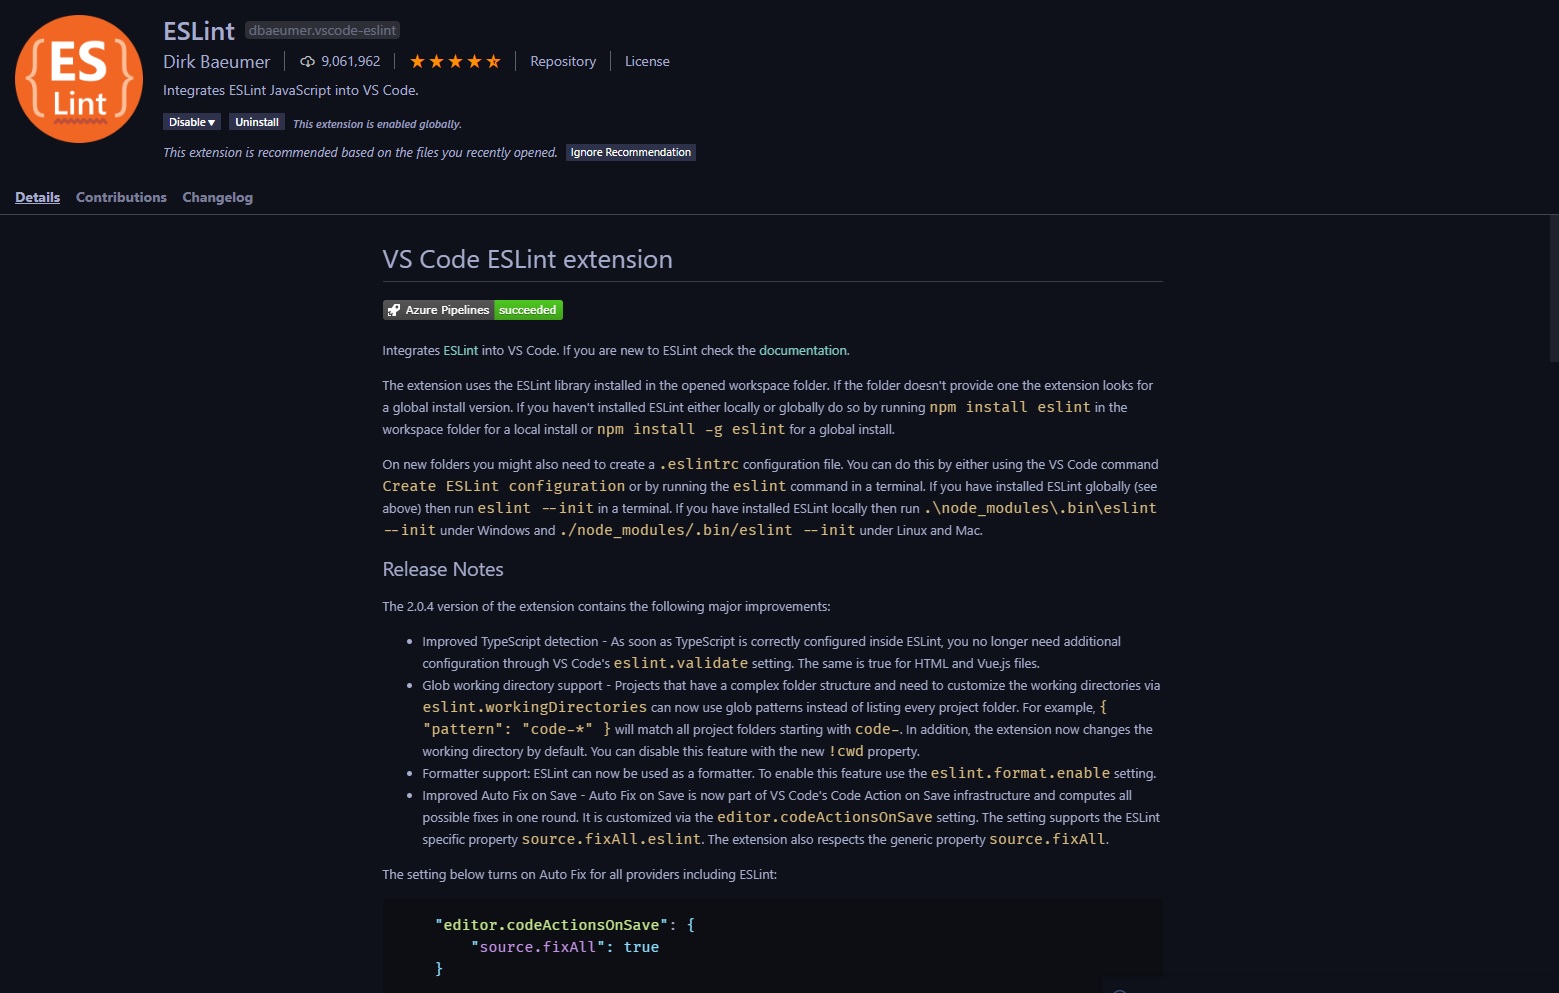 {ES}
Lint
ESLint dbaeumer.vscode-eslint
Dirk Baeumer 9,061,962 Repository License
Integrates ESLint JavaScript into VS Code.
Disable Uninstall This extension is enabled globally.
This extension is recommended based on the files you recently opened. Ignore Recommendation
Details Contributions Changelog
VS Code ESLint extension
Azure Pipelines succeeded
Integrates ESLint into VS Code. If you are new to ESLint check the documentation.
The extension uses the ESLint library installed in the opened workspace folder. If the folder doesn't provide one the extension looks for
a global install version. If you haven't installed ESLint either locally or globally do so by running npm install eslint in the
workspace folder for a local install or npm install -g eslint for a global install.
On new folders you might also need to create a .eslintrc configuration file. You can do this by either using the VS Code command
Create ESLint configuration or by running the eslint command in a terminal. If you have installed ESLint globally (see
above) then run eslint --init in a terminal. If you have installed ESLint locally then run .\node_modules\.bin\eslint
--init under Windows and ./node_modules/.bin/eslint --init under Linux and Mac.
Release Notes
The 2.0.4 version of the extension contains the following major improvements:
• Improved TypeScript detection - As soon as TypeScript is correctly configured inside ESLint, you no longer need additional
configuration through VS Code's eslint.validate setting. The same is true for HTML and Vue.js files.
• Glob working directory support - Projects that have a complex folder structure and need to customize the working directories via
eslint.workingDirectories can now use glob patterns instead of listing every project folder. For example, {
"pattern": "code-*" } will match all project folders starting with code-. In addition, the extension now changes the
working directory by default. You can disable this feature with the new !cwd property.
• Formatter support: ESLint can now be used as a formatter. To enable this feature use the eslint.format.enable setting.
• Improved Auto Fix on Save - Auto Fix on Save is now part of VS Code's Code Action on Save infrastructure and computes all
possible fixes in one round. It is customized via the editor.codeActionsOnSave setting. The setting supports the ESLint
specific property source.fixAll.eslint. The extension also respects the generic property source.fixAll.
The setting below turns on Auto Fix for all providers including ESLint:
"editor.codeActionsOnSave": {
"source.fixAll": true
}